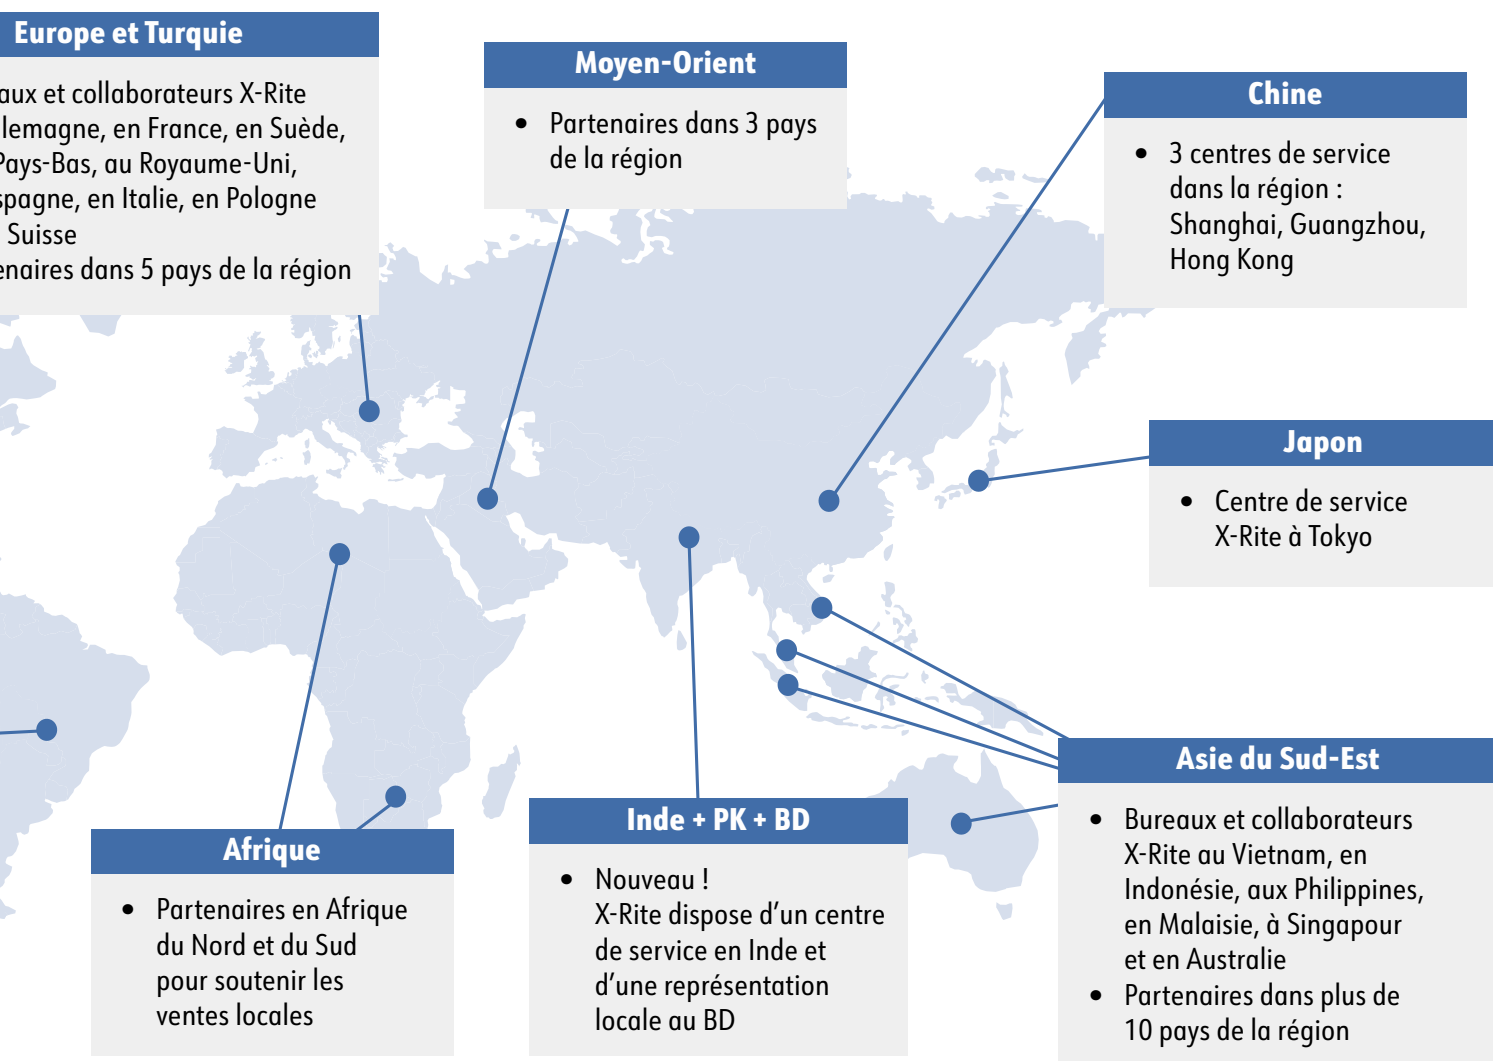 Europe et Turquie
aux et collaborateurs X-Rite
lemagne, en France, en Suède,
Pays-Bas, au Royaume-Uni,
spagne, en Italie, en Pologne
Suisse
enaires dans 5 pays de la région
Moyen-Orient
• Partenaires dans 3 pays
de la région
Chine
• 3 centres de service
dans la région :
Shanghai, Guangzhou,
Hong Kong
Japon
• Centre de service
X-Rite à Tokyo
Afrique
• Partenaires en Afrique
du Nord et du Sud
pour soutenir les
ventes locales
Inde + PK + BD
• Nouveau !
X-Rite dispose d’un centre
de service en Inde et
d’une représentation
locale au BD
Asie du Sud-Est
• Bureaux et collaborateurs
X-Rite au Vietnam, en
Indonésie, aux Philippines,
en Malaisie, à Singapour
et en Australie
• Partenaires dans plus de
10 pays de la région